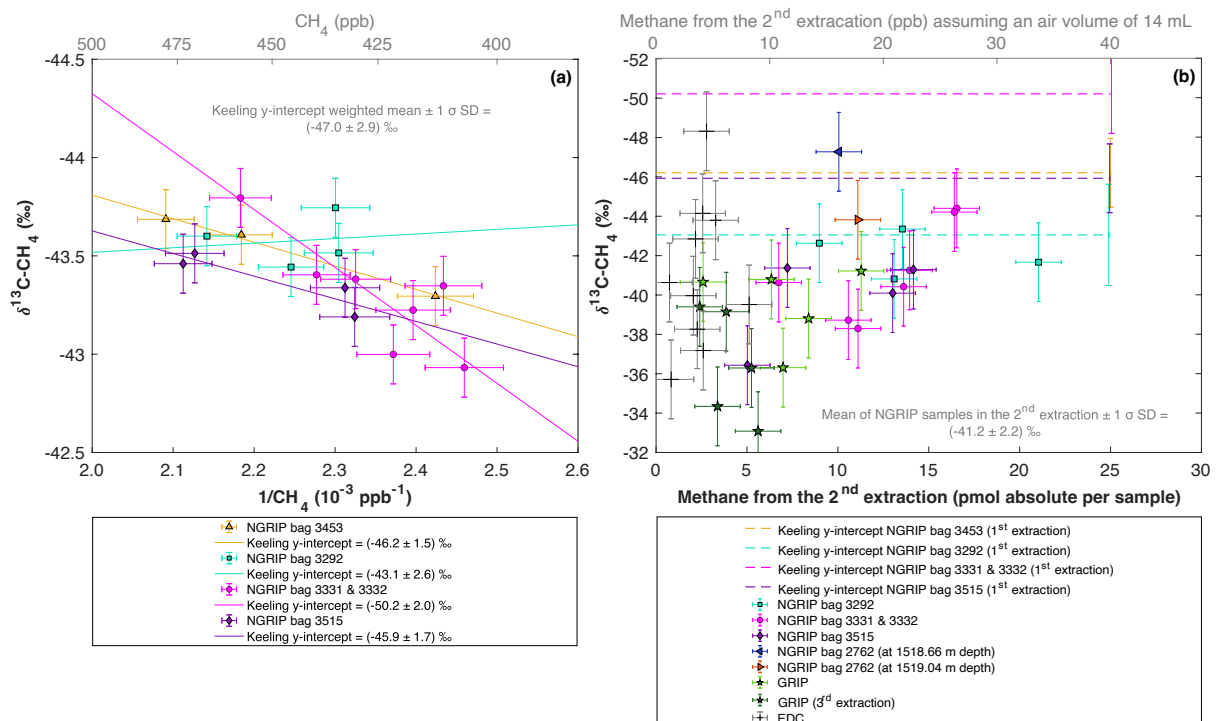 CH4 (ppb)
500 475 450 425 400
(a)
Keeling y-intercept weighted mean ± 1 σ SD =
(-47.0 ± 2.9) ‰
-44.5
-44
-43.5
-43
-42.5
δ13C-CH4 (‰)
2.0 2.1 2.2 2.3 2.4 2.5 2.6
1/CH4 (10-3 ppb-1)
NGRIP bag 3453
Keeling y-intercept = (-46.2 ± 1.5) ‰
NGRIP bag 3292
Keeling y-intercept = (-43.1 ± 2.6) ‰
NGRIP bag 3331 & 3332
Keeling y-intercept = (-50.2 ± 2.0) ‰
NGRIP bag 3515
Keeling y-intercept = (-45.9 ± 1.7) ‰
Methane from the 2nd extracation (ppb) assuming an air volume of 14 mL
0 10 20 30 40
(b)
-52
-50
-48
-46
-44
-42
-40
-38
-36
-34
-32
δ13C-CH4 (‰)
Mean of NGRIP samples in the 2nd extraction ± 1 σ SD =
(-41.2 ± 2.2) ‰
0 5 10 15 20 25 30
Methane from the 2nd extraction (pmol absolute per sample)
Keeling y-intercept NGRIP bag 3453 (1st extraction)
Keeling y-intercept NGRIP bag 3292 (1st extraction)
Keeling y-intercept NGRIP bag 3331 & 3332 (1st extraction)
Keeling y-intercept NGRIP bag 3515 (1st extraction)
NGRIP bag 3292
NGRIP bag 3331 & 3332
NGRIP bag 3515
NGRIP bag 2762 (at 1518.66 m depth)
NGRIP bag 2762 (at 1519.04 m depth)
GRIP
GRIP (3rd extraction)
EDC